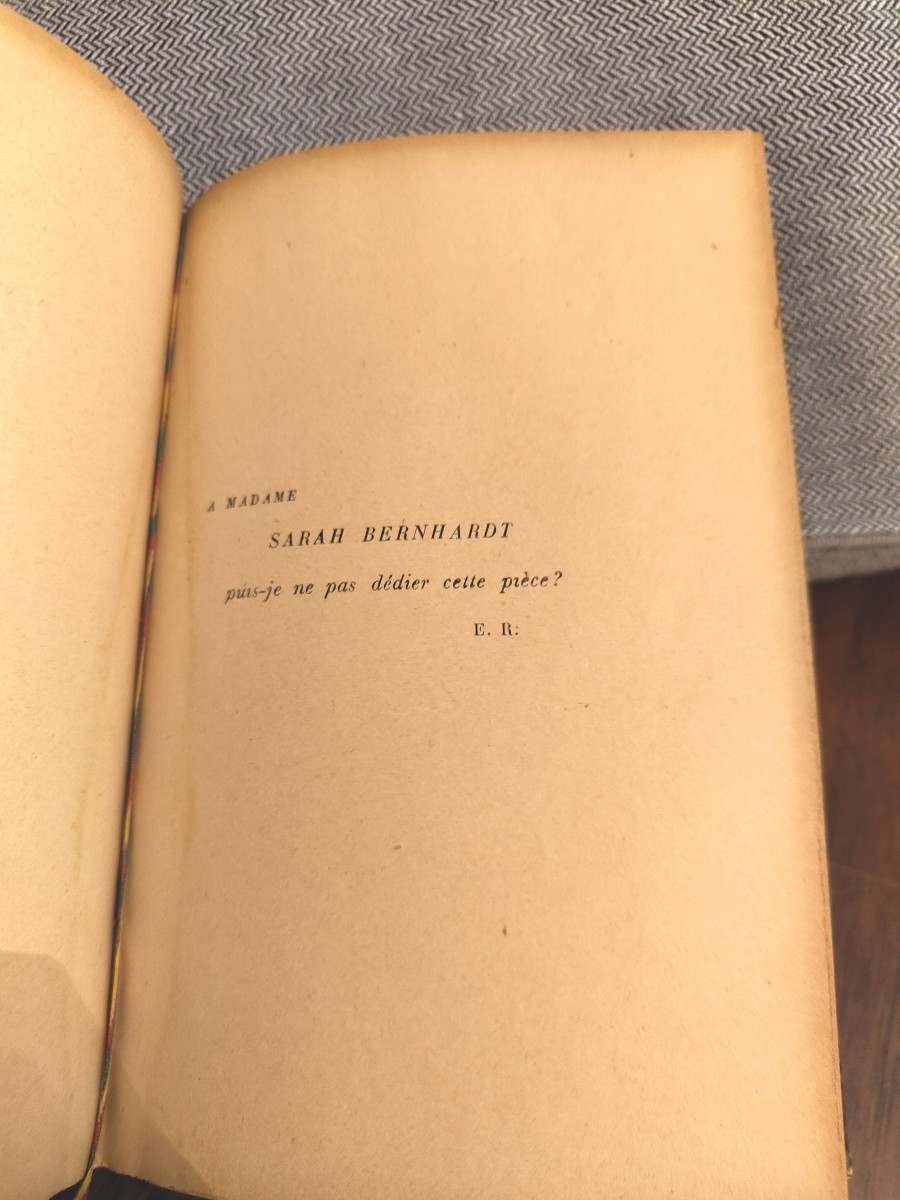 A MADAME
SARAH BERNHARDT
puis-je ne pas dédier cette pièce?
E. R.